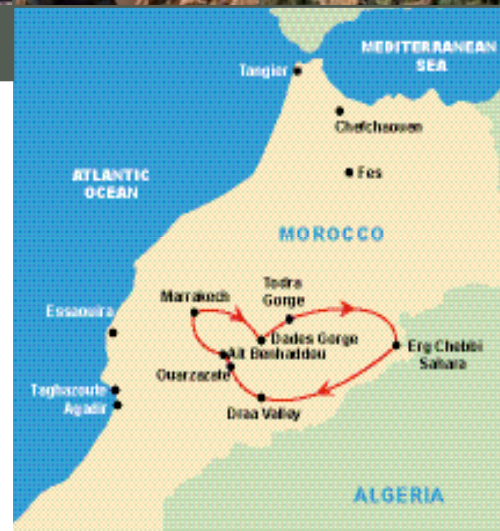 MEDITERRANEAN
SEA
Tangier
Chefchaouen
Fes
ATLANTIC
OCEAN
MOROCCO
Todra
Gorge
Marrakech
Essaouira
Dades Gorge
Erg Chebbi
Sahara
Ait Benhaddou
Ouarzazate
Taghazoute
Agadir
Draa Valley
ALGERIA